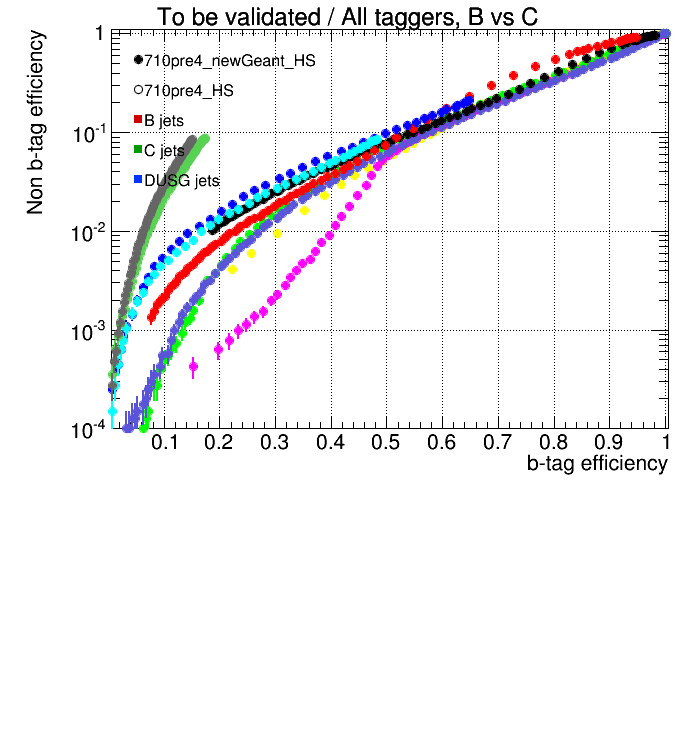 To be validated / All taggers, B vs C
Non b-tag efficiency
1
10-1
10-2
10-3
10-4
710pre4_newGeant_HS
710pre4_HS
B jets
C jets
DUSG jets
0.1 0.2 0.3 0.4 0.5 0.6 0.7 0.8 0.9 1
b-tag efficiency